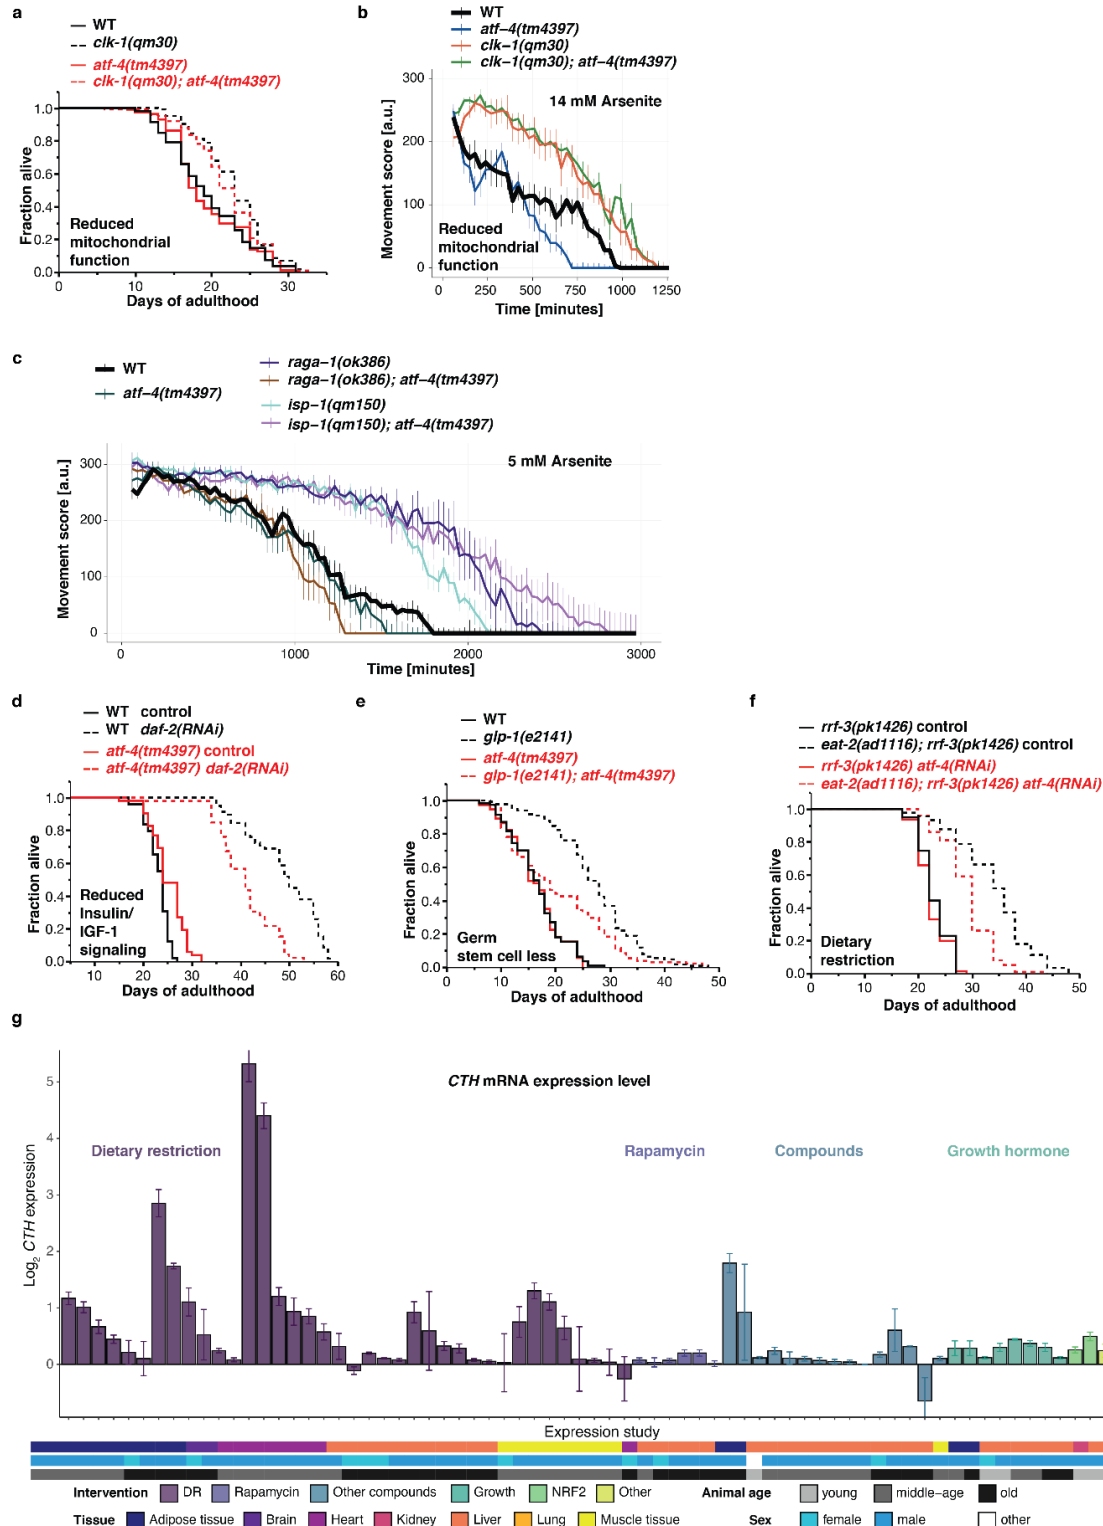 a
WT
clk-1(qm30)
atf-4(tm4397)
clk-1(qm30); atf-4(tm4397)
Fraction alive
1.0
0.8
0.6
0.4
0.2
0.0
Reduced
mitochondrial
function
0 10 20 30
Days of adulthood
b
WT
atf-4(tm4397)
clk-1(qm30)
clk-1(qm30); atf-4(tm4397)
Movement score [a.u.]
300
200
100
0
14 mM Arsenite
Reduced
mitochondrial
function
0 250 500 750 1000 1250
Time [minutes]
c
WT
atf-4(tm4397)
raga-1(ok386)
raga-1(ok386); atf-4(tm4397)
isp-1(qm150)
isp-1(qm150); atf-4(tm4397)
Movement score [a.u.]
300
200
100
0
5 mM Arsenite
0 1000 2000 3000
Time [minutes]
d
WT control
WT daf-2(RNAi)
atf-4(tm4397) control
atf-4(tm4397) daf-2(RNAi)
Fraction alive
1.0
0.8
0.6
0.4
0.2
0.0
Reduced
Insulin/
IGF-1
signaling
10 20 30 40 50 60
Days of adulthood
e
WT
glp-1(e2141)
atf-4(tm4397)
glp-1(e2141); atf-4(tm4397)
Fraction alive
1.0
0.8
0.6
0.4
0.2
0.0
Germ
stem cell less
0 10 20 30 40 50
Days of adulthood
f
rrf-3(pk1426) control
eat-2(ad1116); rrf-3(pk1426) control
rrf-3(pk1426) atf-4(RNAi)
eat-2(ad1116); rrf-3(pk1426) atf-4(RNAi)
Fraction alive
1.0
0.8
0.6
0.4
0.2
0.0
Dietary
restriction
0 10 20 30 40 50
Days of adulthood
g
CTH mRNA expression level
Log2 CTH expression
5
4
3
2
1
0
Dietary restriction
Rapamycin
Compounds
Growth hormone
Expression study
Intervention DR Rapamycin Other compounds Growth NRF2 Other
Animal age young middle-age old
Tissue Adipose tissue Brain Heart Kidney Liver Lung Muscle tissue
Sex female male other